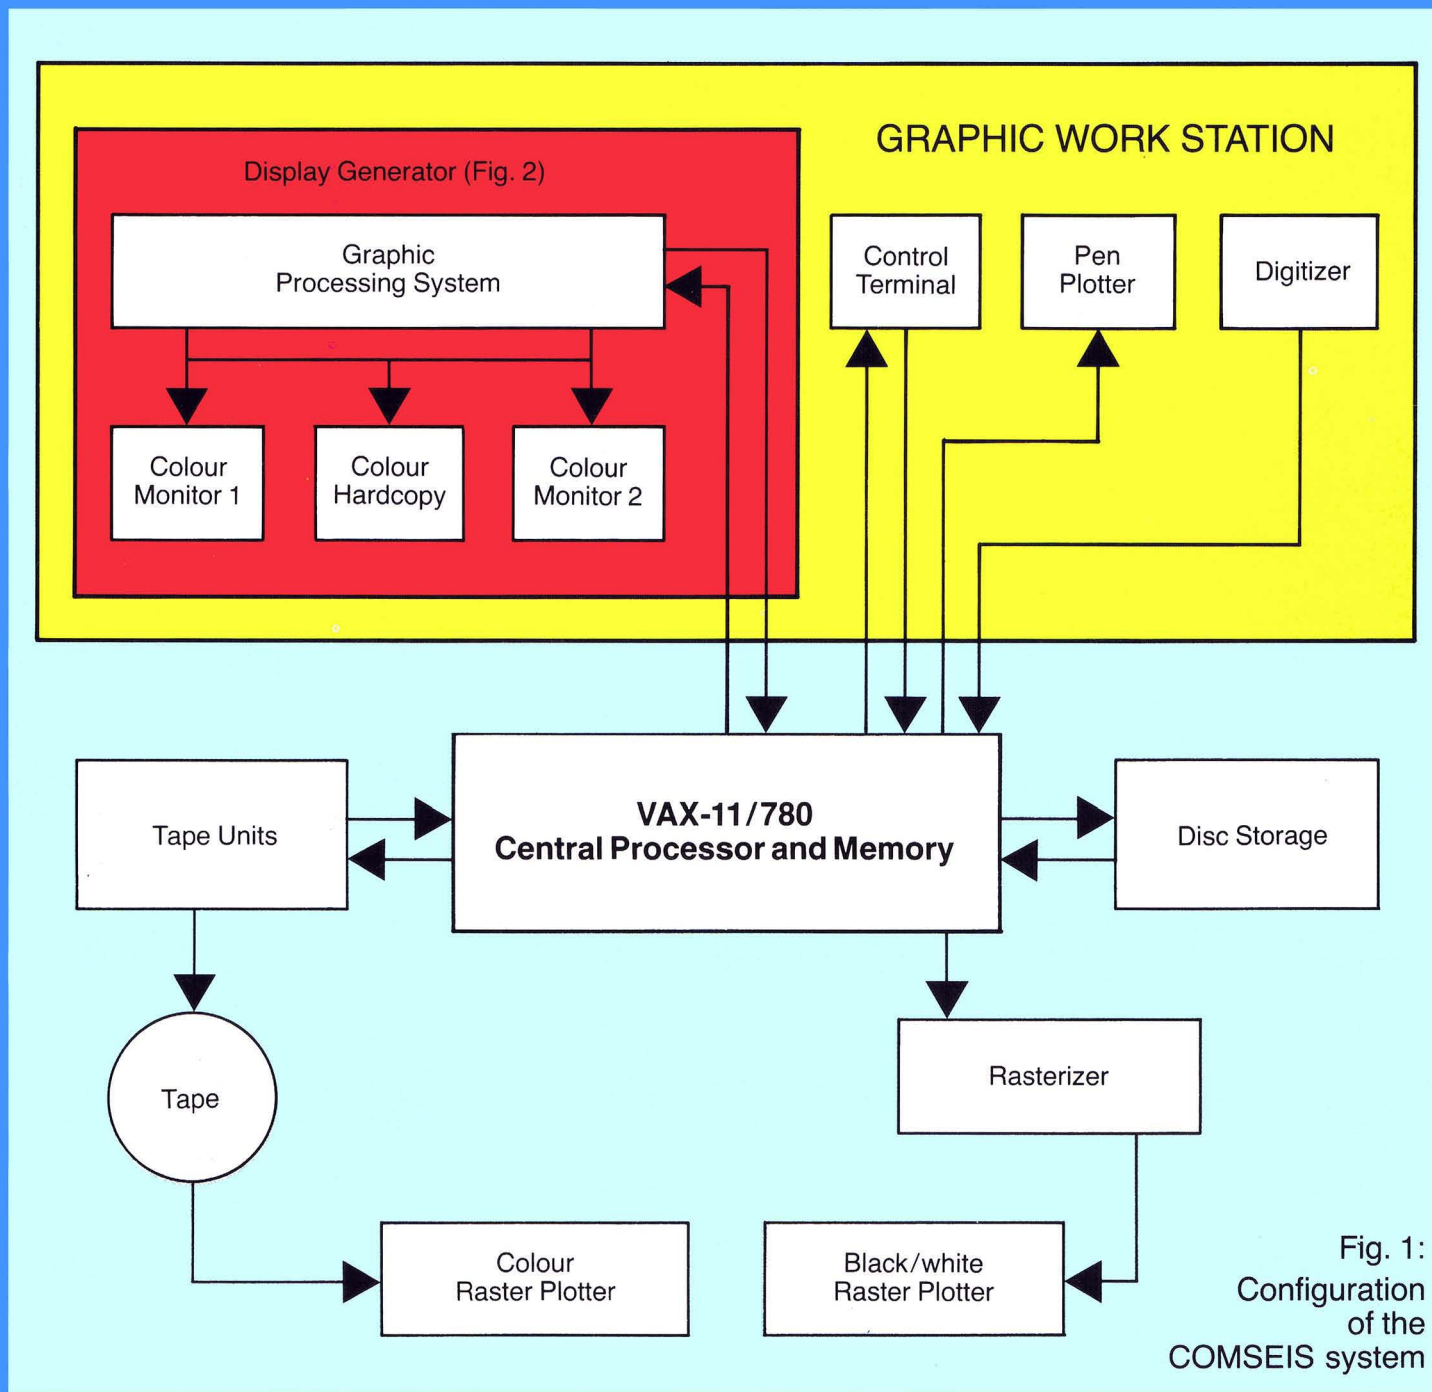 GRAPHIC WORK STATION
Display Generator (Fig. 2)
Graphic
Processing System
Control
Terminal
Pen
Plotter
Digitizer
Colour
Monitor 1
Colour
Hardcopy
Colour
Monitor 2
VAX-11/780
Central Processor and Memory
Tape Units
Disc Storage
Tape
Rasterizer
Colour
Raster Plotter
Black/white
Raster Plotter
Fig. 1:
Configuration
of the
COMSEIS system